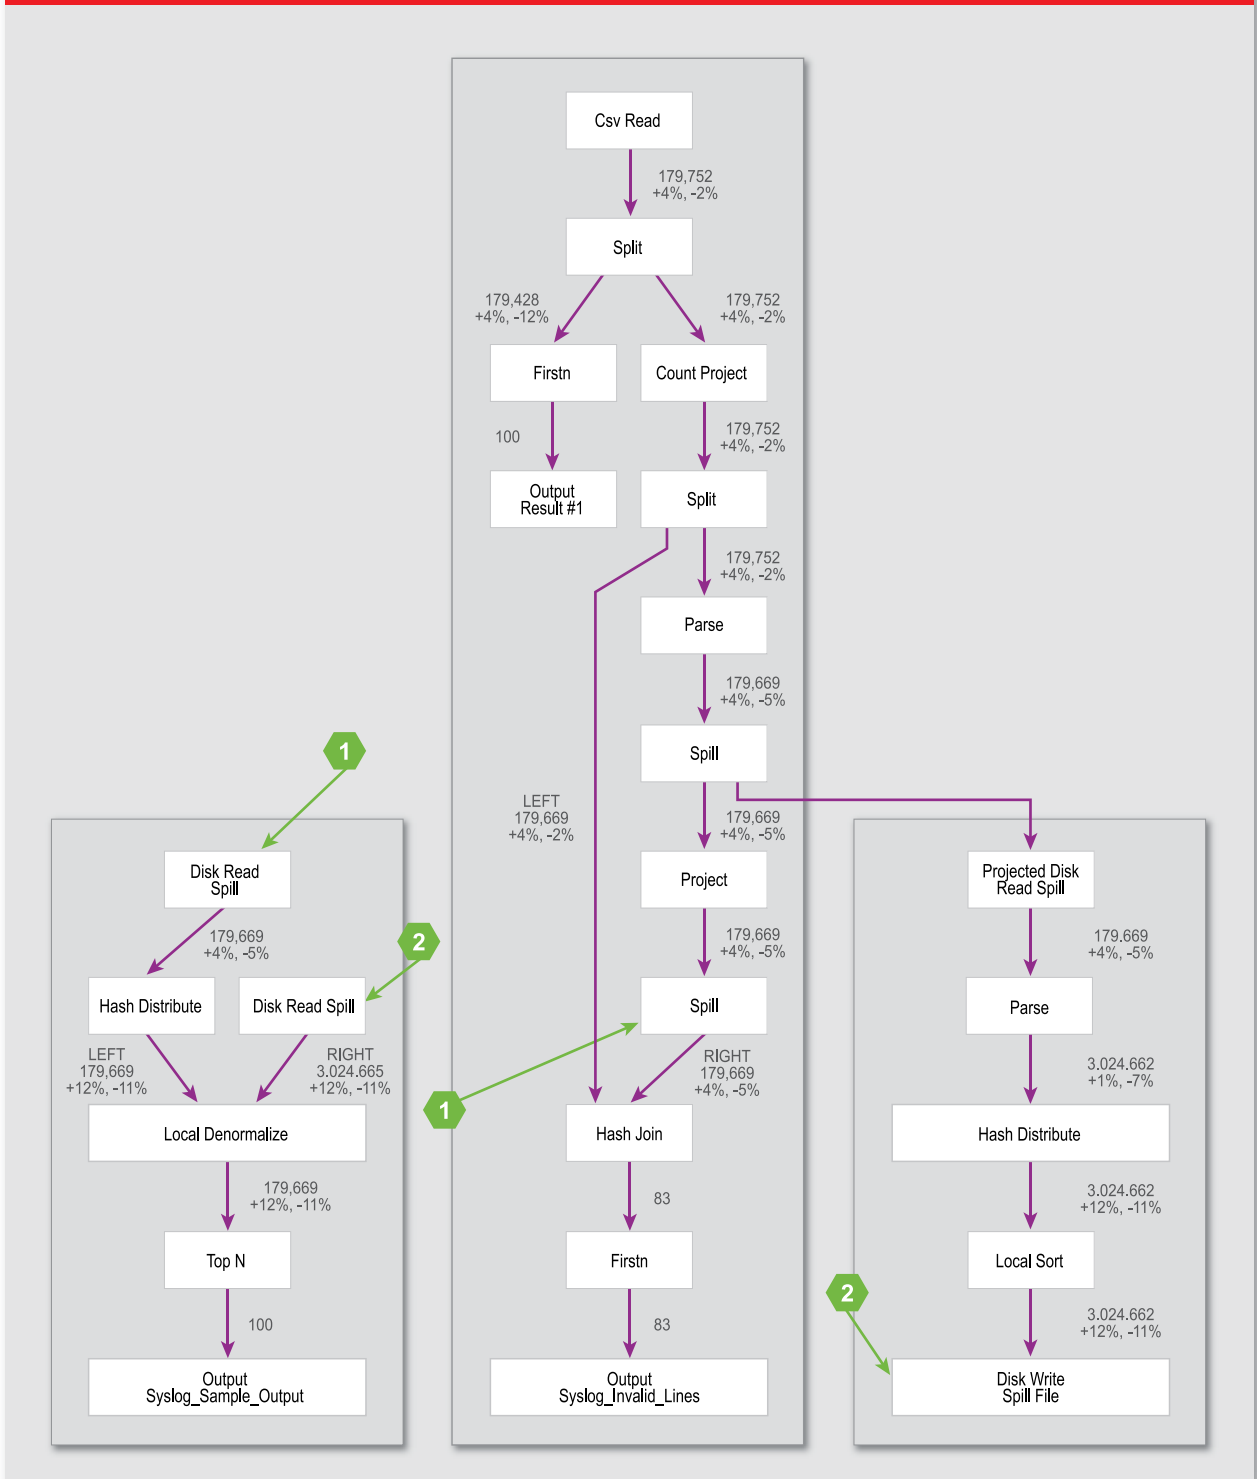 Csv Read
179,752
+4%, -2%
Split
179,428
+4%, -12%
179,752
+4%, -2%
Firstn
Count Project
100
179,752
+4%, -2%
Output
Result #1
Split
179,752
+4%, -2%
Parse
179,669
+4%, -5%
Spill
LEFT
179,669
+4%, -2%
179,669
+4%, -5%
Project
179,669
+4%, -5%
Spill
1
RIGHT
179,669
+4%, -5%
Hash Join
83
Firstn
83
Output
Syslog_Invalid_Lines
1
Disk Read
Spill
179,669
+4%, -5%
2
Hash Distribute
Disk Read Spill
LEFT
179,669
+12%, -11%
RIGHT
3.024.665
+12%, -11%
Local Denormalize
179,669
+12%, -11%
Top N
100
Output
Syslog_Sample_Output
Projected Disk
Read Spill
179.669
+4%, -5%
Parse
3.024.662
+1%, -7%
Hash Distribute
3.024.662
+12%, -11%
Local Sort
2
3.024.662
+12%, -11%
Disk Write
Spill File